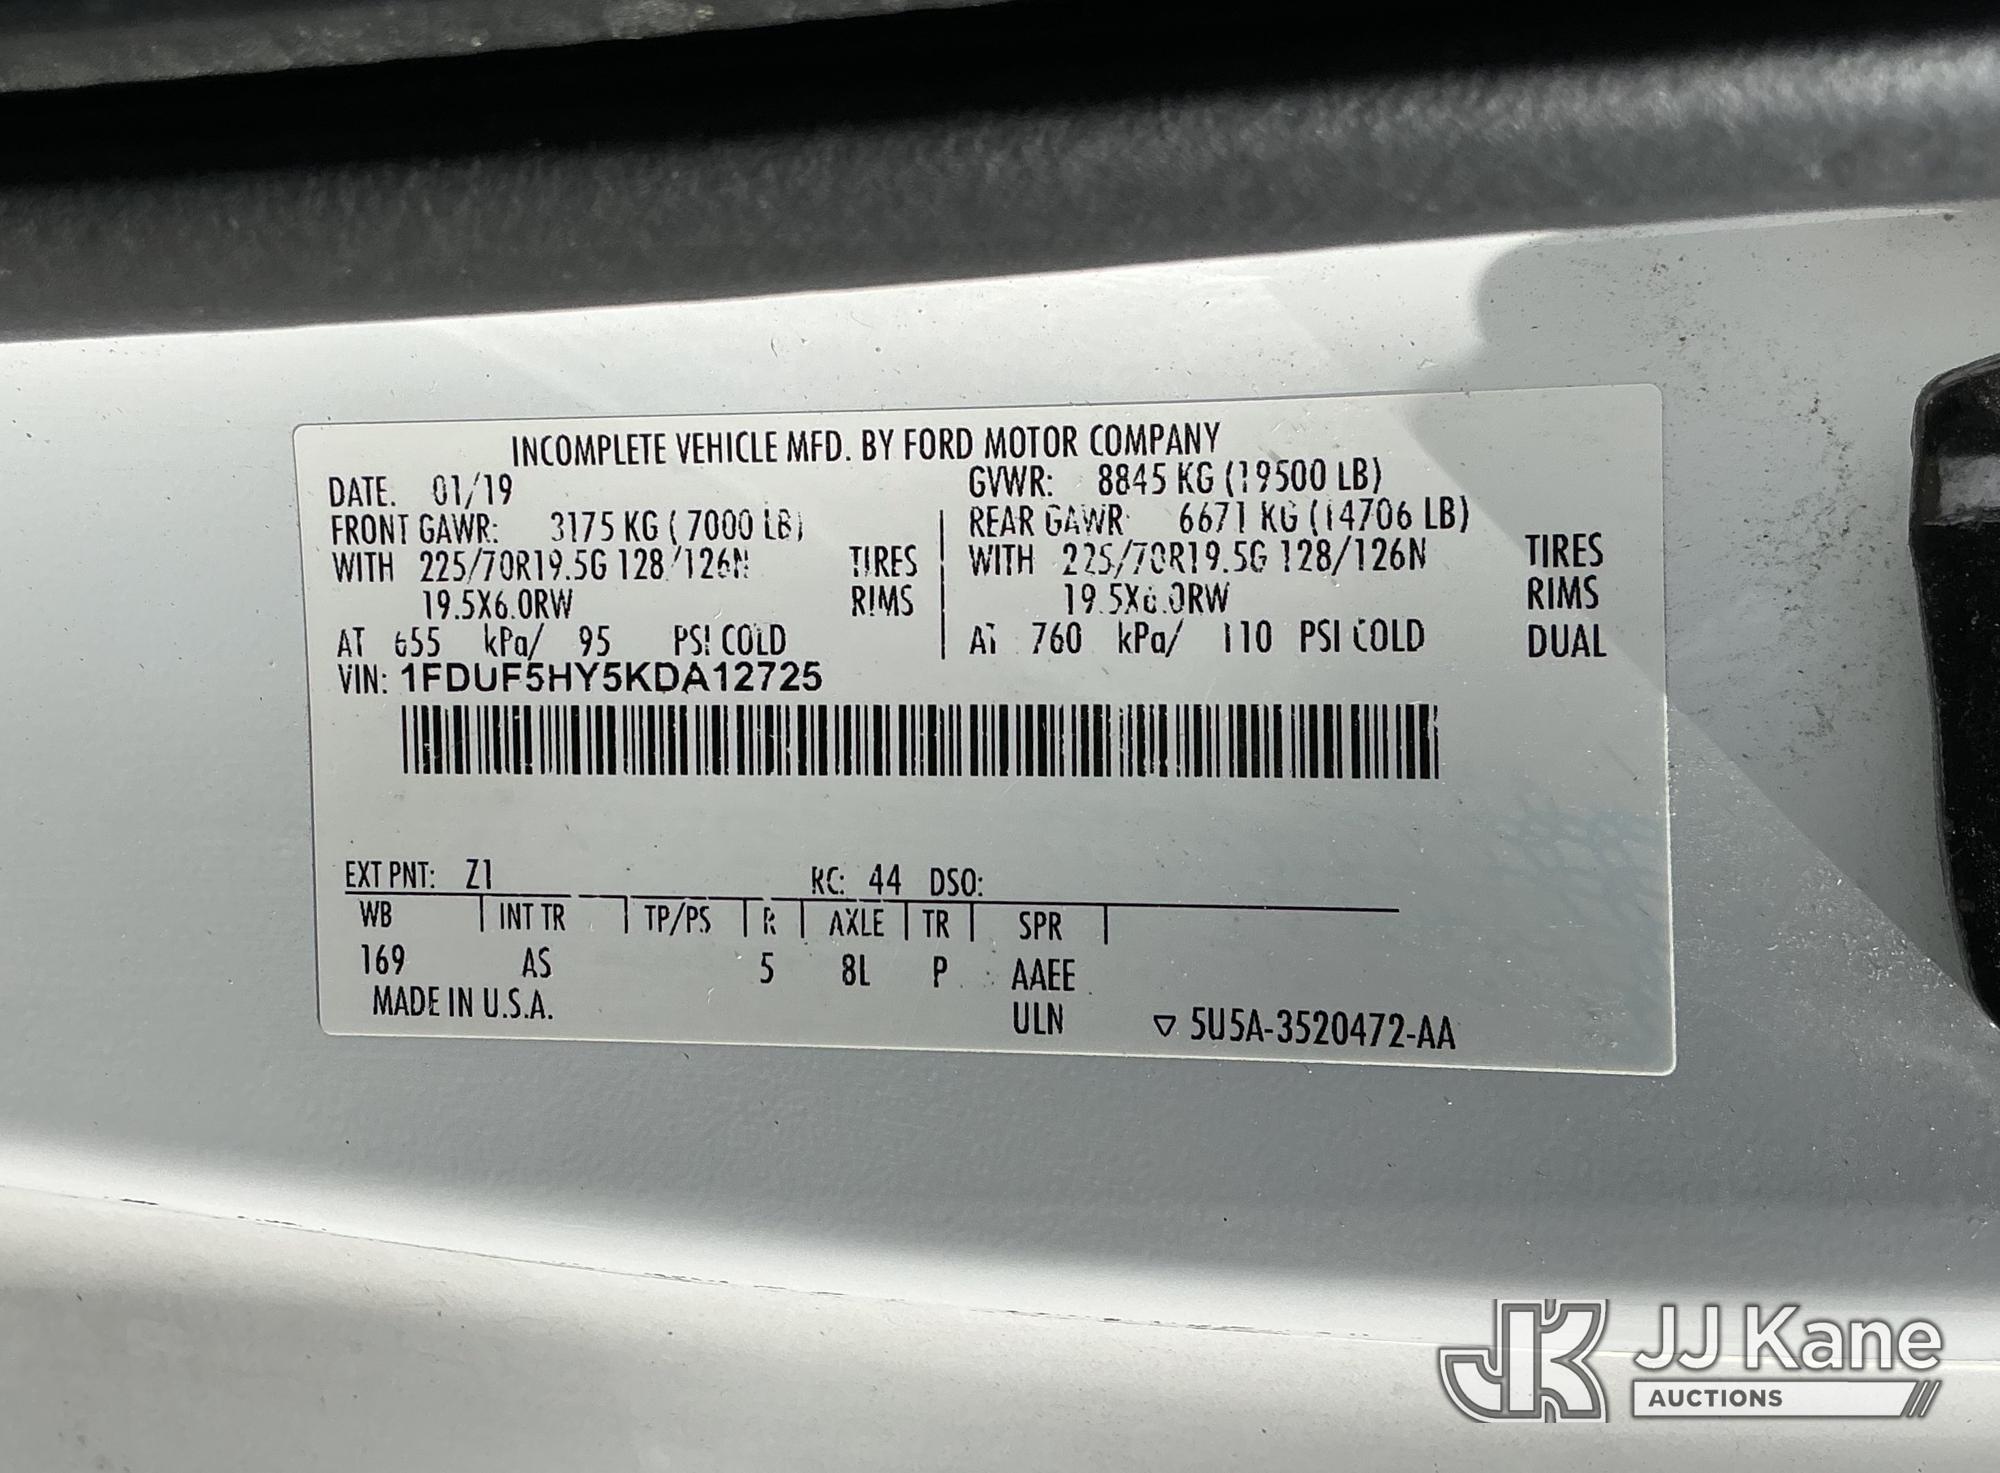 INCOMPLETE VEHICLE MFD. BY FORD MOTOR COMPANY
DATE. 01/19 GVWR: 8845 KG (19500 LB)
FRONT GAWR: 3175 KG ( 7000 LB) REAR GAWR: 6671 KG (14706 LB)
WITH 225/70R19.5G 128/126N TIRES WITH 225/70R19.5G 128/126N TIRES
19.5X6.0RW RIMS 19.5X6.0RW RIMS
AT 655 kPa/ 95 PSI COLD AT 760 kPa/ 110 PSI COLD DUAL
VIN: 1FDUF5HY5KDA12725
EXT PNT: Z1 RC: 44 DSO:
WB INT TR TP/PS R AXLE TR SPR
169 AS 5 8L P AAEE
MADE IN U.S.A. ULN ▽ 5U5A-3520472-AA
JK JJ Kane
AUCTIONS